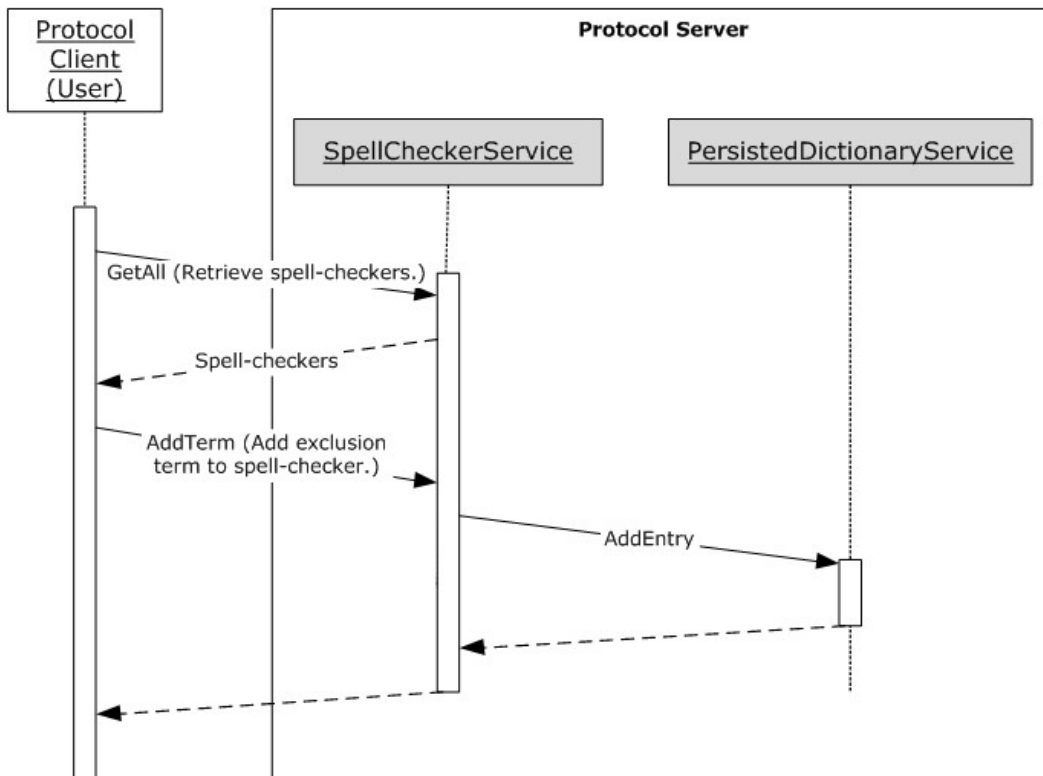 Protocol
Client
(User)
Protocol Server
SpellCheckerService
PersistedDictionaryService
GetAll (Retrieve spell-checkers.)
Spell-checkers
AddTerm (Add exclusion
term to spell-checker.)
AddEntry